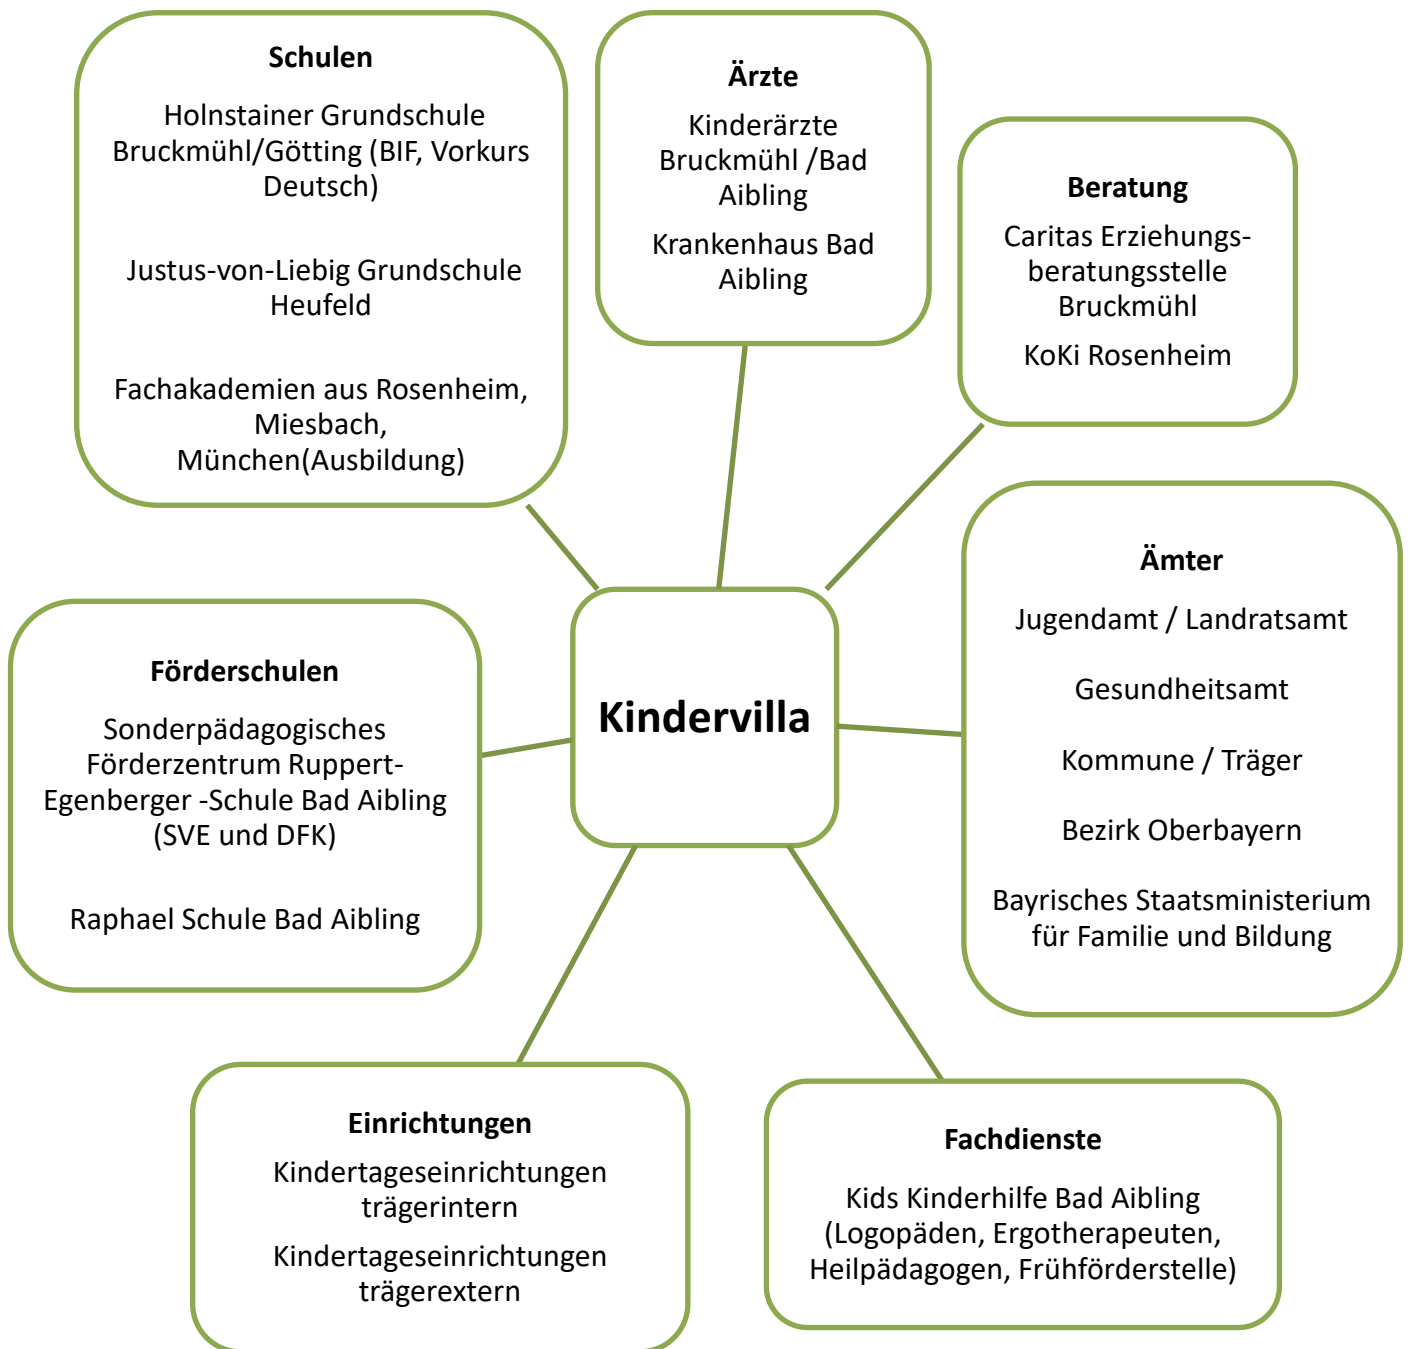 Schulen
Holnstainer Grundschule
Bruckmühl/Götting (BIF, Vorkurs
Deutsch)
Justus-von-Liebig Grundschule
Heufeld
Fachakademien aus Rosenheim,
Miesbach,
München(Ausbildung)
Ärzte
Kinderärzte
Bruckmühl /Bad
Aibling
Krankenhaus Bad
Aibling
Beratung
Caritas Erziehungs-
beratungsstelle
Bruckmühl
KoKi Rosenheim
Ämter
Jugendamt / Landratsamt
Gesundheitsamt
Kommune / Träger
Bezirk Oberbayern
Bayrisches Staatsministerium
für Familie und Bildung
Kindervilla
Förderschulen
Sonderpädagogisches
Förderzentrum Ruppert-
Egenberger -Schule Bad Aibling
(SVE und DFK)
Raphael Schule Bad Aibling
Einrichtungen
Kindertageseinrichtungen
trägerintern
Kindertageseinrichtungen
trägerextern
Fachdienste
Kids Kinderhilfe Bad Aibling
(Logopäden, Ergotherapeuten,
Heilpädagogen, Frühförderstelle)